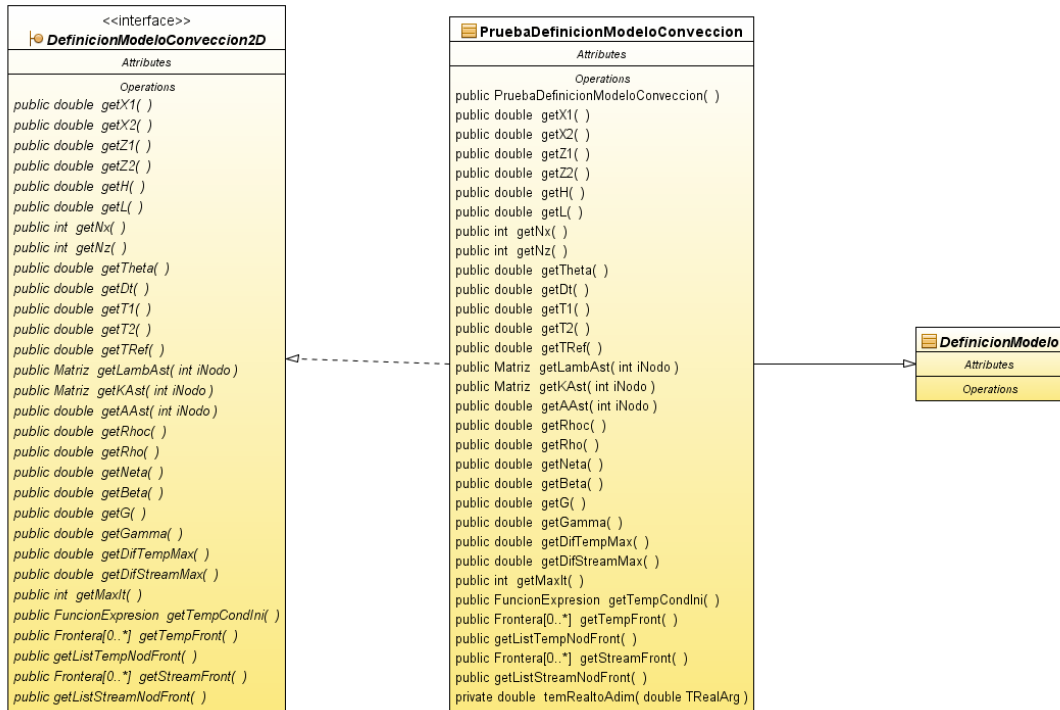 <<interface>>
DefinicionModeloConveccion2D
Attributes
Operations
public double getX1( )
public double getX2( )
public double getZ1( )
public double getZ2( )
public double getH( )
public double getL( )
public int getNx( )
public int getNz( )
public double getTheta( )
public double getDt( )
public double getT1( )
public double getT2( )
public double getTRef( )
public Matriz getLambAst( int iNodo )
public Matriz getKAst( int iNodo )
public double getAAst( int iNodo )
public double getRhoc( )
public double getRho( )
public double getNeta( )
public double getBeta( )
public double getG( )
public double getGamma( )
public double getDifTempMax( )
public double getDifStreamMax( )
public int getMaxIt( )
public FuncionExpresion getTempCondIni( )
public Frontera[0..*] getTempFront( )
public getListTempNodFront( )
public Frontera[0..*] getStreamFront( )
public getListStreamNodFront( )
PruebaDefinicionModeloConveccion
Attributes
Operations
public PruebaDefinicionModeloConveccion( )
public double getX1( )
public double getX2( )
public double getZ1( )
public double getZ2( )
public double getH( )
public double getL( )
public int getNx( )
public int getNz( )
public double getTheta( )
public double getDt( )
public double getT1( )
public double getT2( )
public double getTRef( )
public Matriz getLambAst( int iNodo )
public Matriz getKAst( int iNodo )
public double getAAst( int iNodo )
public double getRhoc( )
public double getRho( )
public double getNeta( )
public double getBeta( )
public double getG( )
public double getGamma( )
public double getDifTempMax( )
public double getDifStreamMax( )
public int getMaxIt( )
public FuncionExpresion getTempCondIni( )
public Frontera[0..*] getTempFront( )
public getListTempNodFront( )
public Frontera[0..*] getStreamFront( )
public getListStreamNodFront( )
private double temRealtoAdim( double TRealArg )
DefinicionModelo
Attributes
Operations